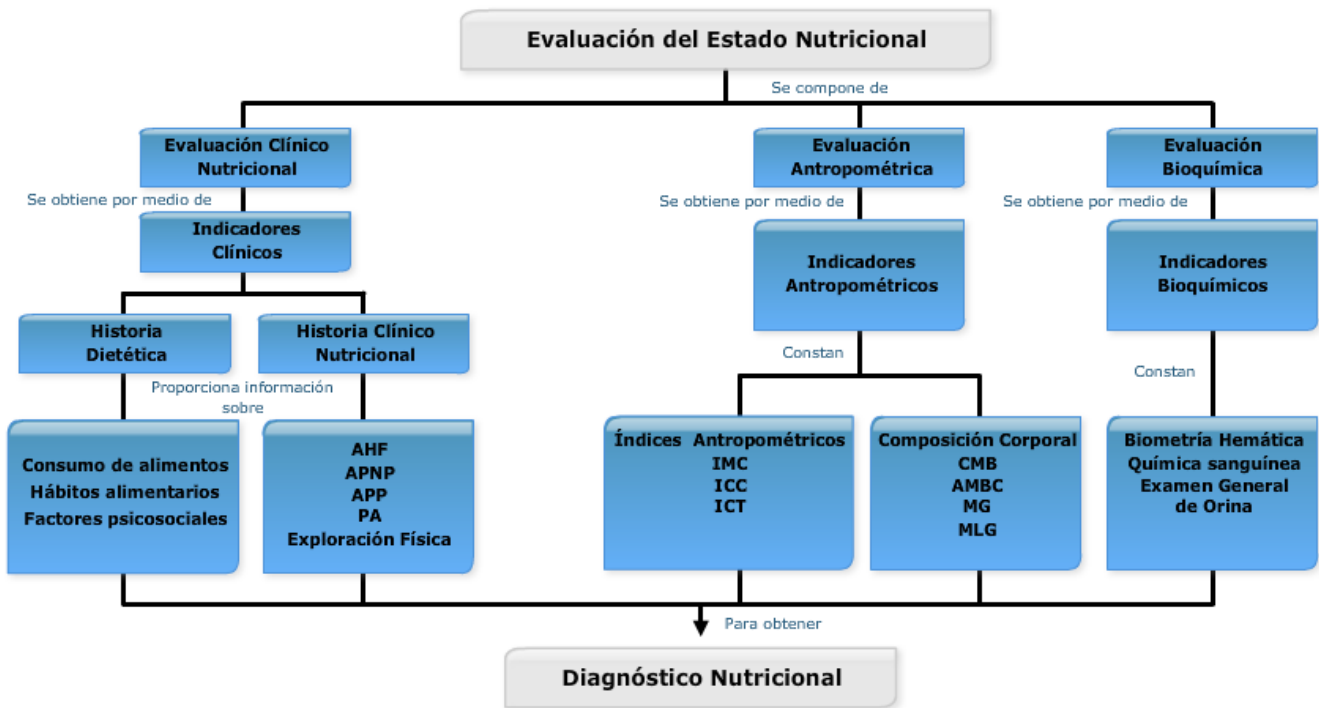 Evaluación del Estado Nutricional
Se compone de
Evaluación Clínico
Nutricional
Evaluación
Antropométrica
Evaluación
Bioquímica
Se obtiene por medio de
Se obtiene por medio de
Se obtiene por medio de
Indicadores
Clínicos
Indicadores
Antropométricos
Indicadores
Bioquímicos
Historia
Dietética
Historia Clínico
Nutricional
Constan
Constan
Proporciona información
sobre
Consumo de alimentos
Hábitos alimentarios
Factores psicosociales
AHF
APNP
APP
PA
Exploración Física
Índices Antropométricos
IMC
ICC
ICT
Composición Corporal
CMB
AMBC
MG
MLG
Biometría Hemática
Química sanguínea
Examen General
de Orina
Para obtener
Diagnóstico Nutricional